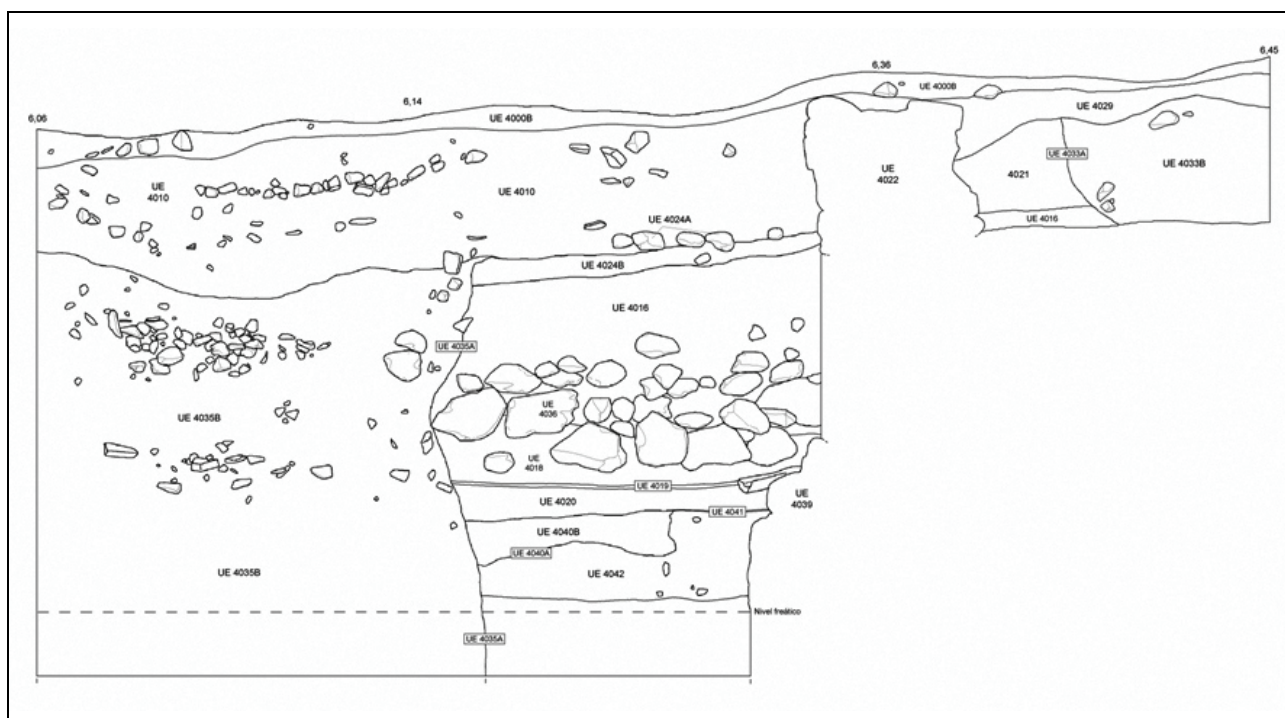 6,45
6,36
6,14
6,06
UE 4000B
UE 4000B
UE 4029
UE 4033A
UE 4033B
UE
4022
4021
UE
4010
UE 4010
UE 4024A
UE 4016
UE 4024B
UE 4016
UE 4035A
UE 4035B
UE
4036
UE
4018
UE 4019
UE
4039
UE 4020
UE 4041
UE 4040B
UE 4040A
UE 4035B
UE 4042
Nivel freático
UE 4035A